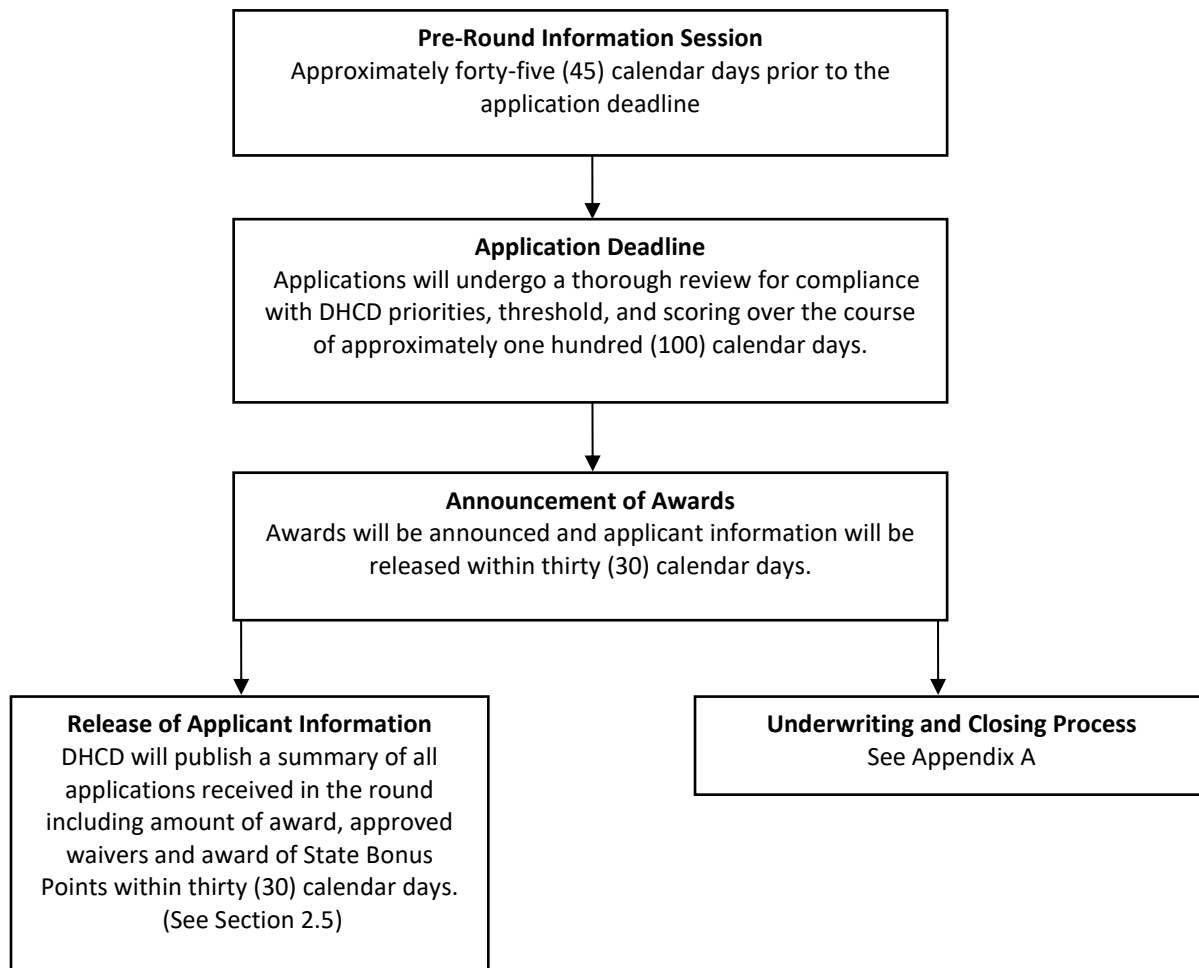 Pre-Round Information Session
Approximately forty-five (45) calendar days prior to the
application deadline
Application Deadline
Applications will undergo a thorough review for compliance
with DHCD priorities, threshold, and scoring over the course
of approximately one hundred (100) calendar days.
Announcement of Awards
Awards will be announced and applicant information will be
released within thirty (30) calendar days.
Release of Applicant Information
DHCD will publish a summary of all
applications received in the round
including amount of award, approved
waivers and award of State Bonus
Points within thirty (30) calendar days.
(See Section 2.5)
Underwriting and Closing Process
See Appendix A